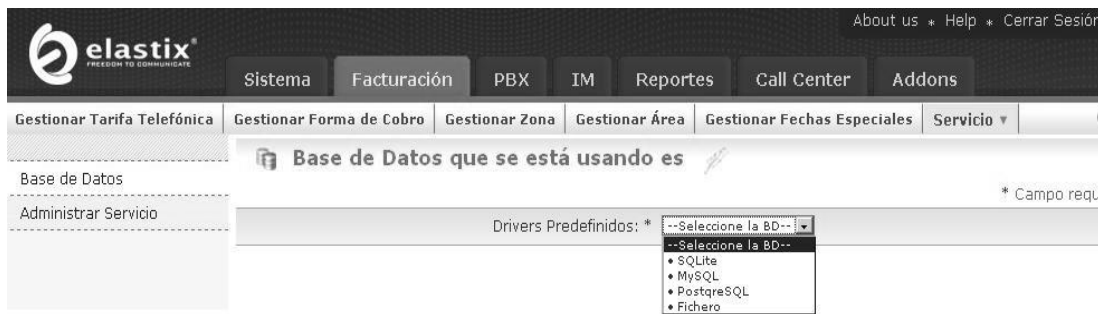 About us * Help * Cerrar Sesión
elastix
FREEDOM TO COMMUNICATE
Sistema Facturación PBX IM Reportes Call Center Addons
Gestionar Tarifa Telefónica Gestionar Forma de Cobro Gestionar Zona Gestionar Área Gestionar Fechas Especiales Servicio
Base de Datos que se está usando es
Base de Datos
* Campo requ
Administrar Servicio
Drivers Predefinidos: * --Seleccione la BD--
--Seleccione la BD--
• SQLite
• MySQL
• PostgreSQL
• Fichero